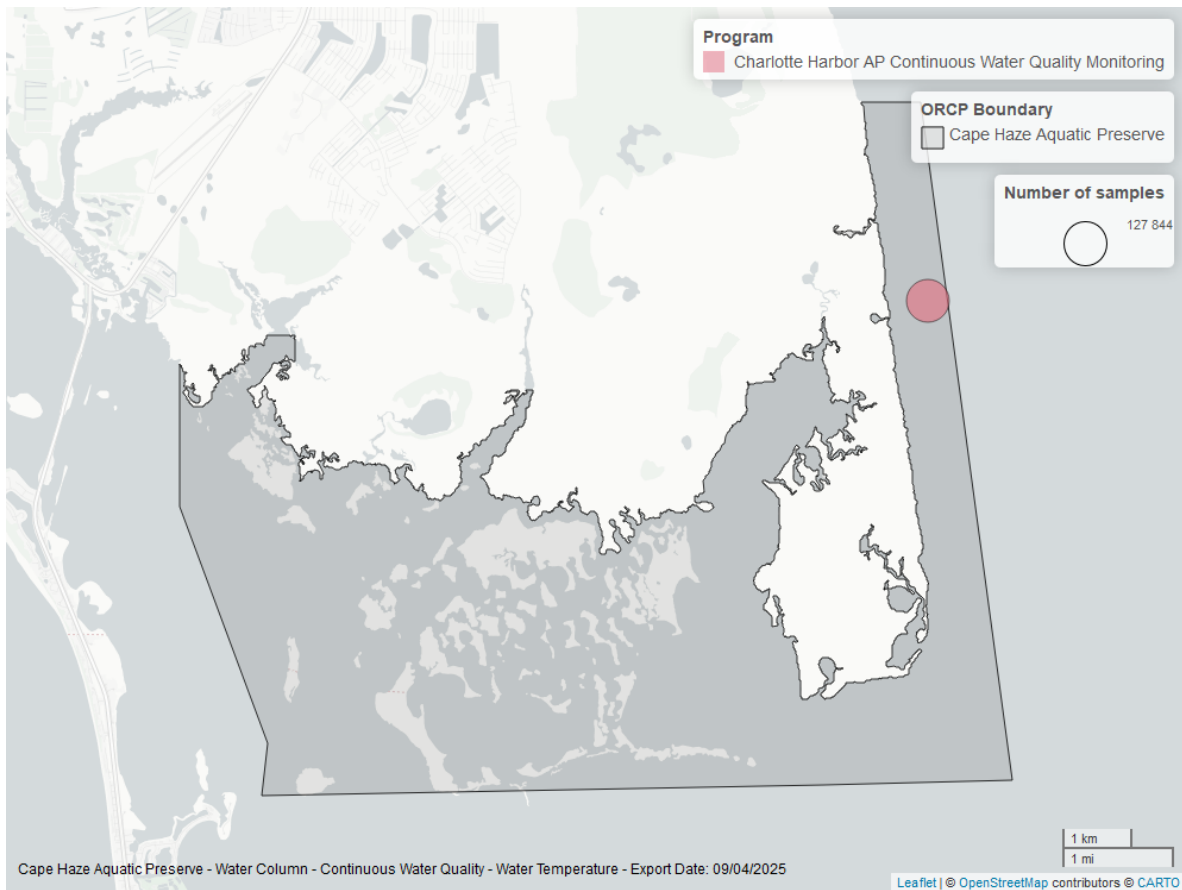 Program
Charlotte Harbor AP Continuous Water Quality Monitoring
ORCP Boundary
Cape Haze Aquatic Preserve
Number of samples
127 844
1 km
1 mi
Cape Haze Aquatic Preserve - Water Column - Continuous Water Quality - Water Temperature - Export Date: 09/04/2025
Leaflet | © OpenStreetMap contributors © CARTO